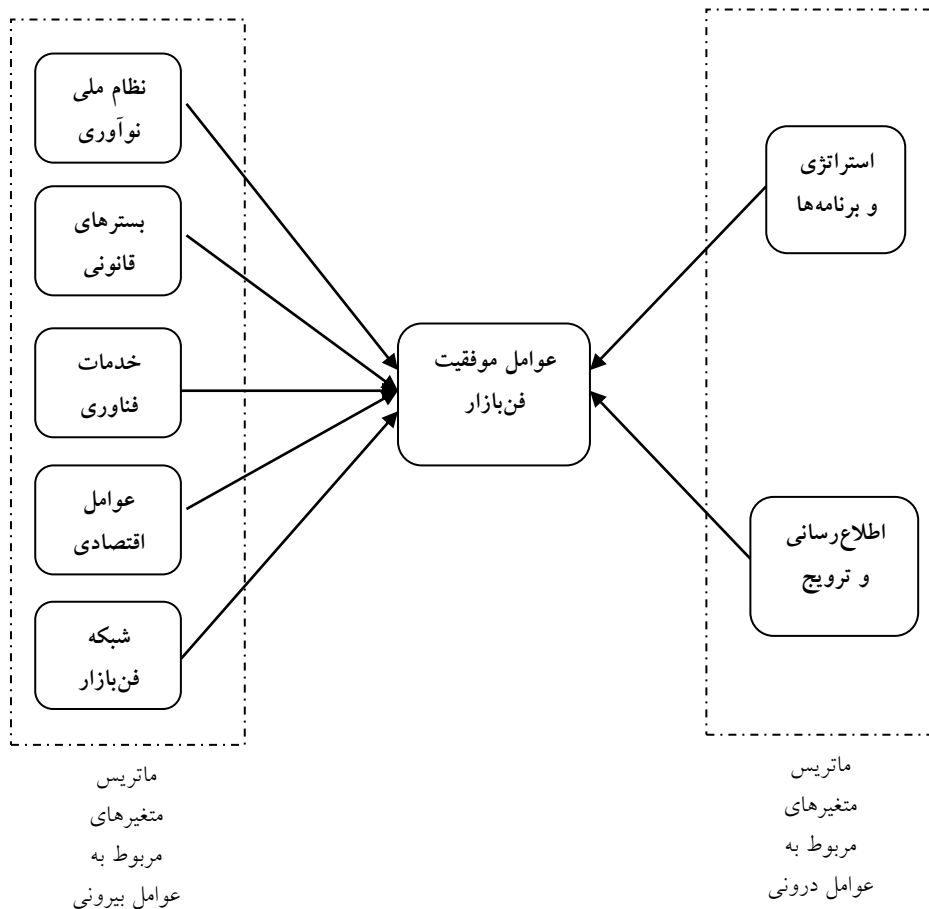 نظام ملی
نوآوری
بسترهای
قانونی
خدمات
فناوری
عوامل
اقتصادی
شبکه
فن‌بازار
ماتریس
متغیرهای
مربوط به
عوامل بیرونی
عوامل موفقیت
فن‌بازار
استراتژی
و برنامه‌ها
اطلاع‌رسانی
و ترویج
ماتریس
متغیرهای
مربوط به
عوامل درونی